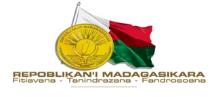 REPOBLIKAN'I MADAGASIKARA
Fitiavana - Tanindrazana - Fandrosoana